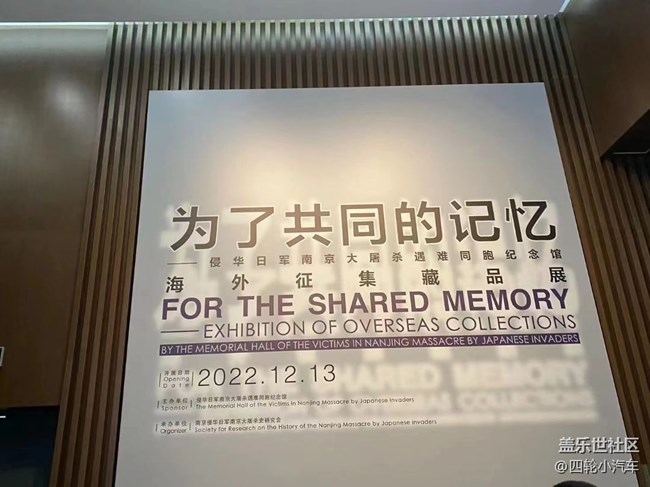 为了共同的记忆
——侵华日军南京大屠杀遇难同胞纪念馆
海外征集藏品展
FOR THE SHARED MEMORY
——EXHIBITION OF OVERSEAS COLLECTIONS
BY THE MEMORIAL HALL OF THE VICTIMS IN NANJING MASSACRE BY JAPANESE INVADERS
开展日期
Opening Date
2022.12.13
主办单位
Sponsor
侵华日军南京大屠杀遇难同胞纪念馆
The Memorial Hall of the Victims in Nanjing Massacre by Japanese Invaders
承办单位
Organiser
南京侵华日军南京大屠杀史研究会
Society for Research on the History of the Nanjing Massacre by Japanese Invaders
盖乐世社区
@四轮小汽车